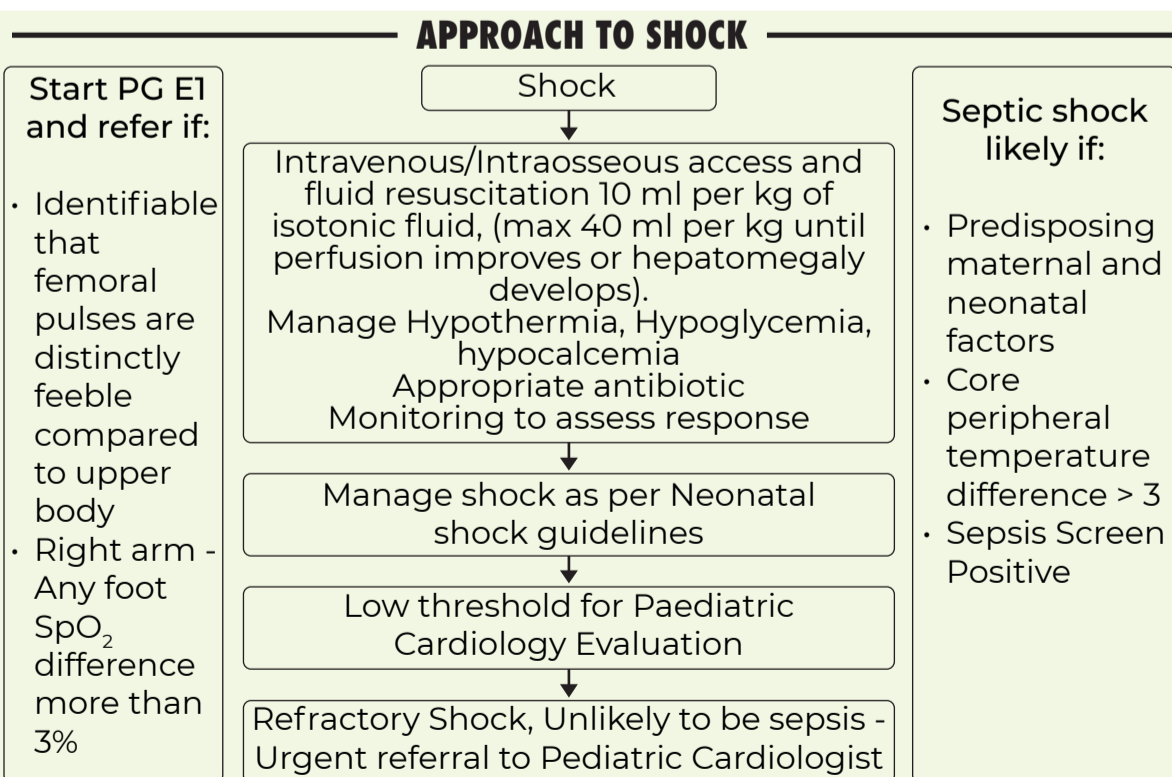 APPROACH TO SHOCK
Start PG E1
and refer if:
• Identifiable
that
femoral
pulses are
distinctly
feeble
compared
to upper
body
• Right arm -
Any foot
SpO₂
difference
more than
3%
Shock
Intravenous/Intraosseous access and
fluid resuscitation 10 ml per kg of
isotonic fluid, (max 40 ml per kg until
perfusion improves or hepatomegaly
develops).
Manage Hypothermia, Hypoglycemia,
hypocalcemia
Appropriate antibiotic
Monitoring to assess response
Manage shock as per Neonatal
shock guidelines
Low threshold for Paediatric
Cardiology Evaluation
Refractory Shock, Unlikely to be sepsis -
Urgent referral to Pediatric Cardiologist
Septic shock
likely if:
• Predisposing
maternal and
neonatal
factors
• Core
peripheral
temperature
difference > 3
• Sepsis Screen
Positive